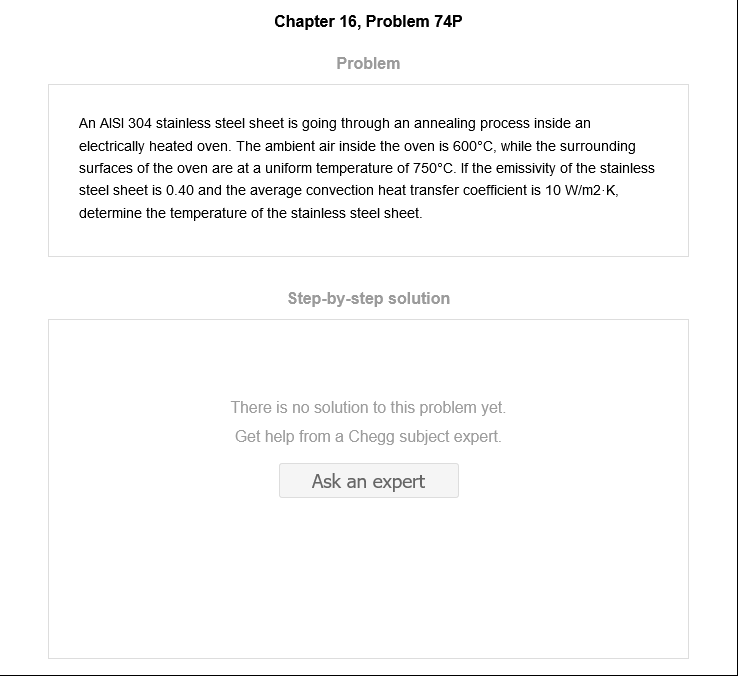 Chapter 16, Problem 74P
Problem
An AISI 304 stainless steel sheet is going through an annealing process inside an
electrically heated oven. The ambient air inside the oven is 600°C, while the surrounding
surfaces of the oven are at a uniform temperature of 750°C. If the emissivity of the stainless
steel sheet is 0.40 and the average convection heat transfer coefficient is 10 W/m2·K,
determine the temperature of the stainless steel sheet.
Step-by-step solution
There is no solution to this problem yet.
Get help from a Chegg subject expert.
Ask an expert